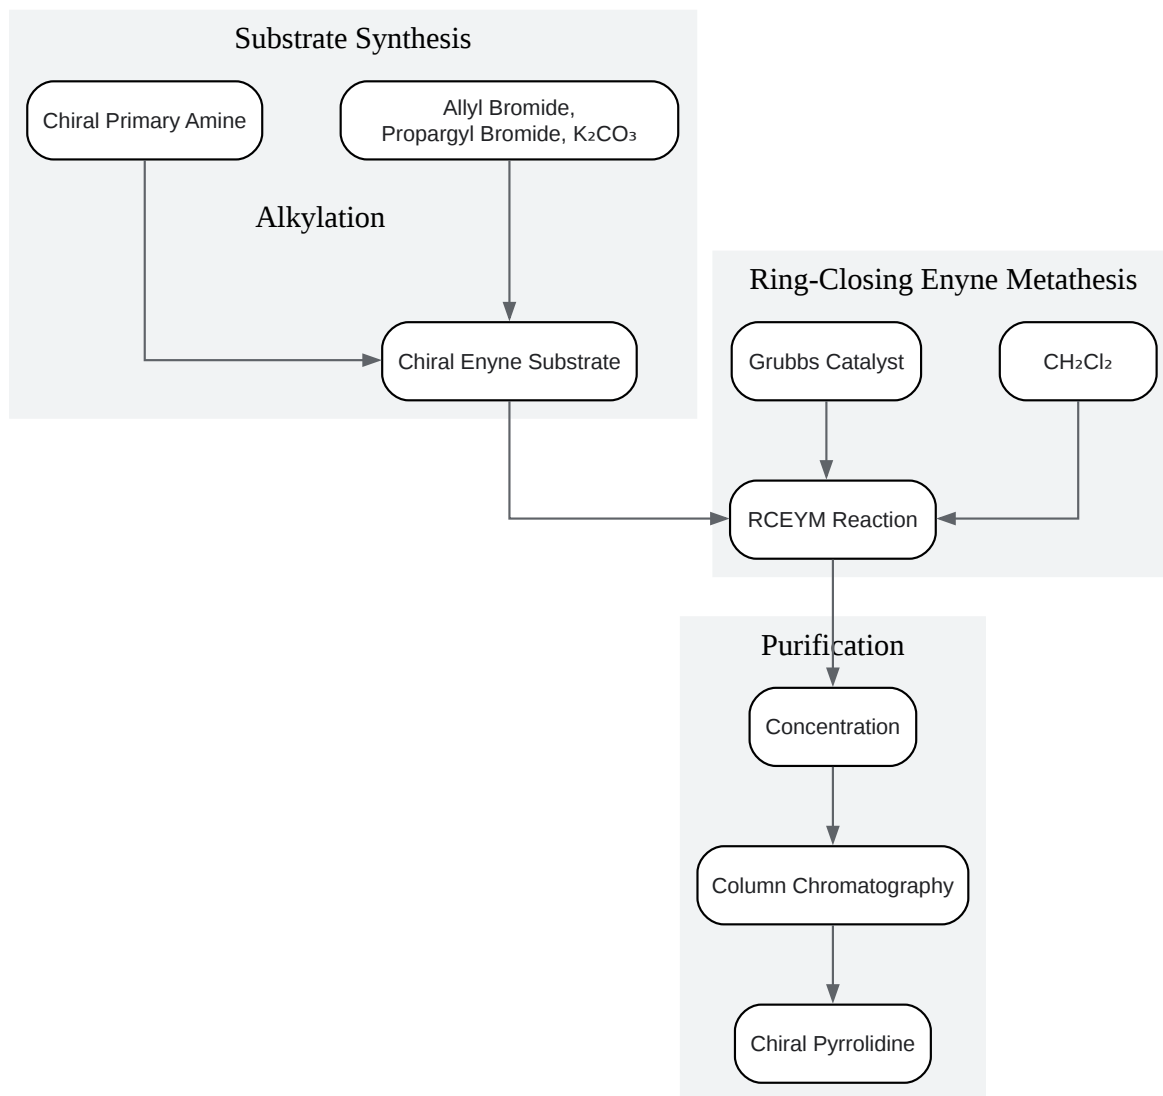 Substrate Synthesis
Chiral Primary Amine
Allyl Bromide,
Propargyl Bromide, K₂CO₃
Alkylation
Chiral Enyne Substrate
Ring-Closing Enyne Metathesis
Grubbs Catalyst
CH₂Cl₂
RCEYM Reaction
Purification
Concentration
Column Chromatography
Chiral Pyrrolidine